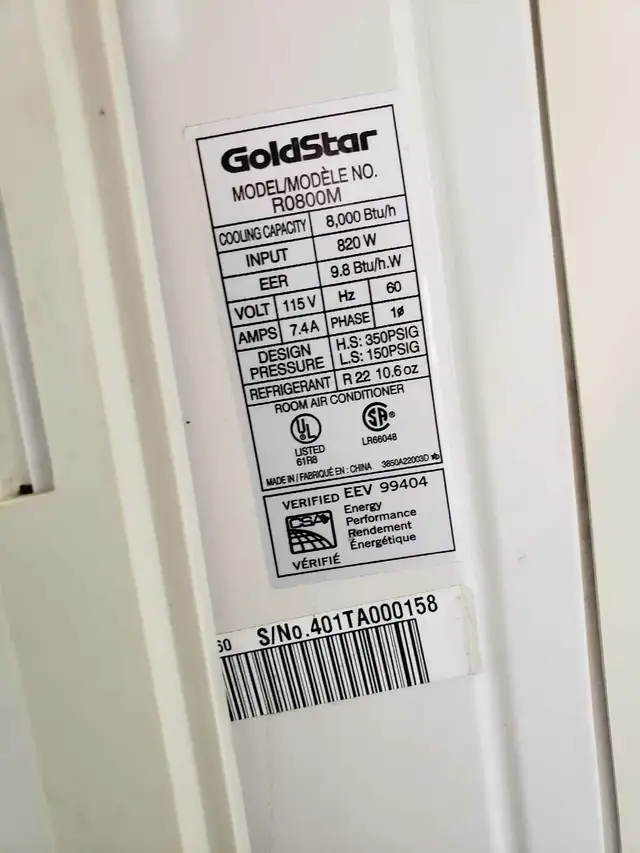 GoldStar
MODEL/MODÈLE NO.
R0800M
COOLING CAPACITY 8,000 Btu/h
INPUT 820 W
EER 9.8 Btu/h.W
VOLT 115 V Hz 60
AMPS 7.4 A PHASE 1ø
DESIGN PRESSURE H.S: 350PSIG
L.S: 150PSIG
REFRIGERANT R 22 10.6 oz
ROOM AIR CONDITIONER
UL SA®
LISTED LR66048
61R8
MADE IN / FABRIQUÉ EN : CHINA 3850A22003D
VERIFIED EEV 99404
CSA Energy
Performance
Rendement
Énergétique
VÉRIFIÉ
60 S/No.401TA000158